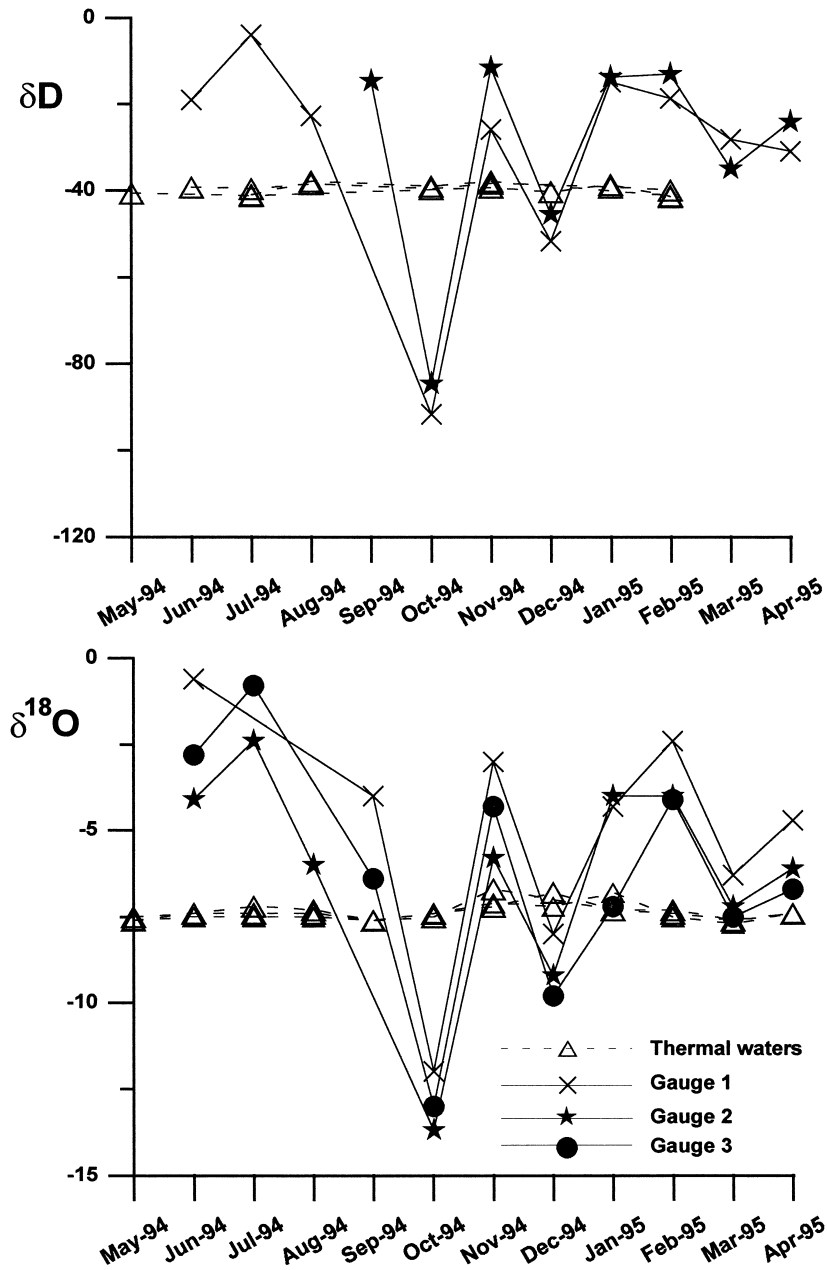 0
δD
-40
-80
-120
May-94 Jun-94 Jul-94 Aug-94 Sep-94 Oct-94 Nov-94 Dec-94 Jan-95 Feb-95 Mar-95 Apr-95
0
δ18O
-5
-10
Thermal waters
Gauge 1
Gauge 2
Gauge 3
-15
May-94 Jun-94 Jul-94 Aug-94 Sep-94 Oct-94 Nov-94 Dec-94 Jan-95 Feb-95 Mar-95 Apr-95